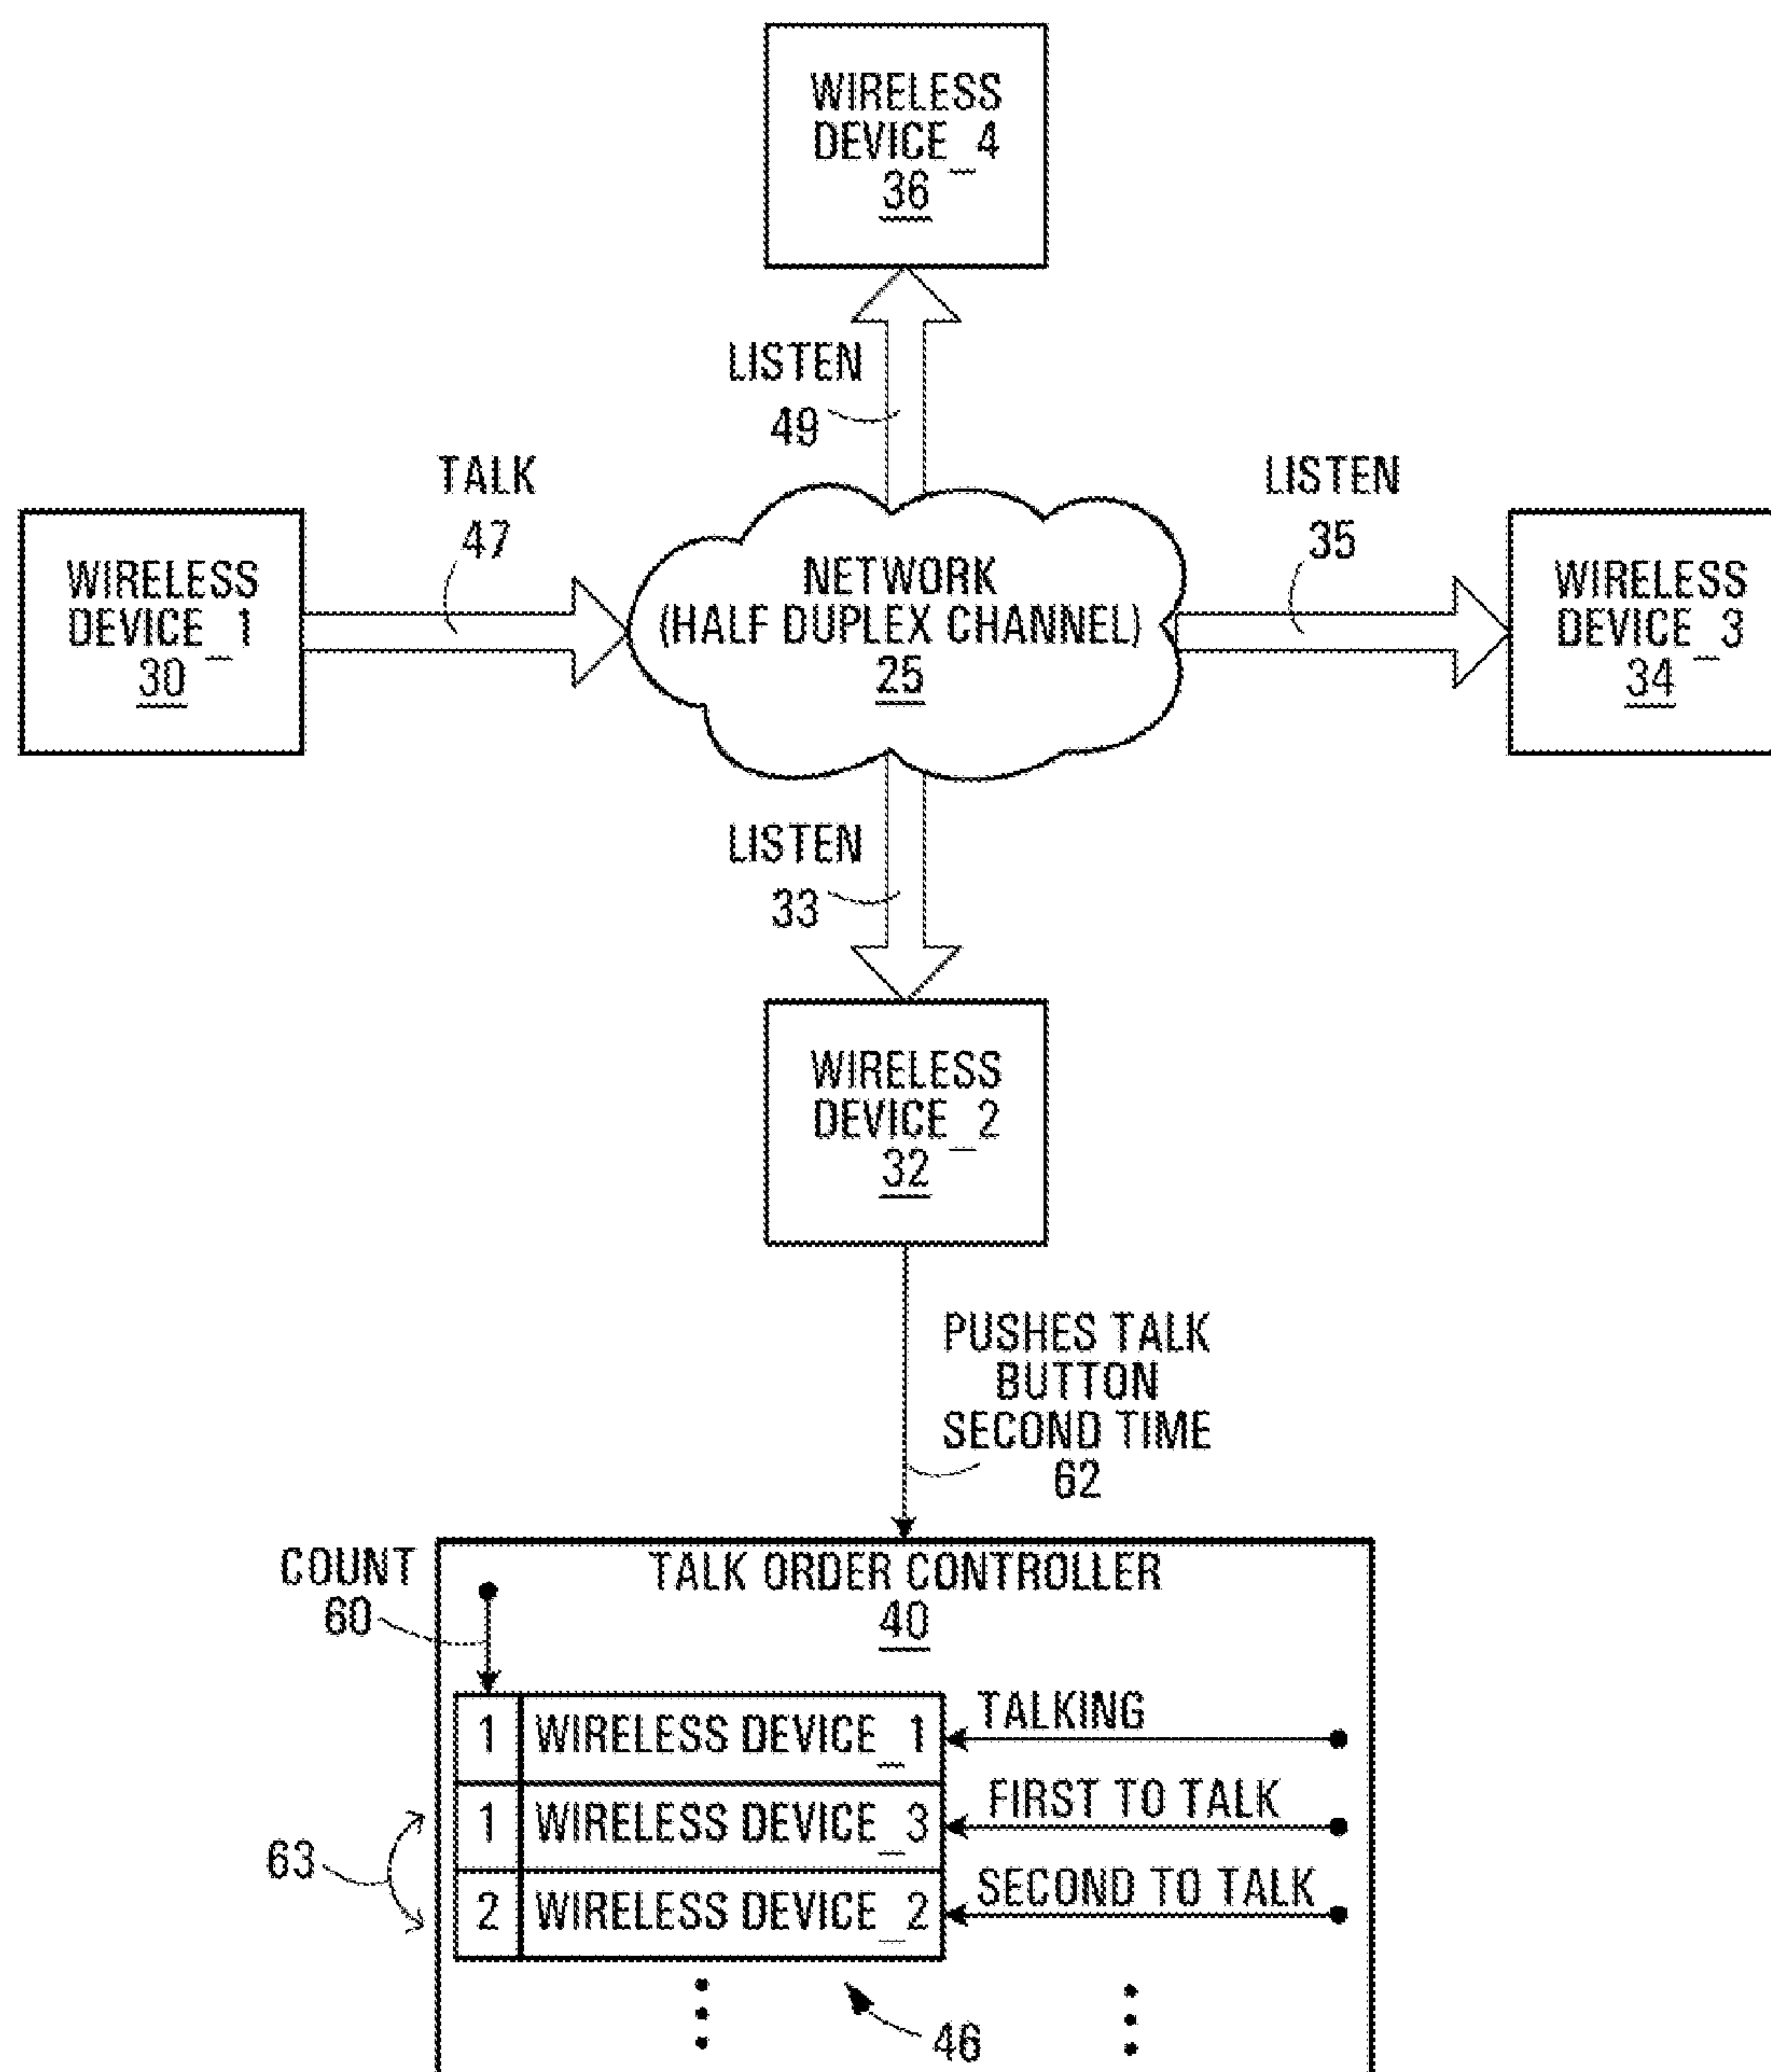 WIRELESS
DEVICE_4
36
LISTEN
49
TALK
47
LISTEN
35
WIRELESS
DEVICE_1
30
NETWORK
(HALF DUPLEX CHANNEL)
25
WIRELESS
DEVICE_3
34
LISTEN
33
WIRELESS
DEVICE_2
32
PUSHES TALK
BUTTON
SECOND TIME
62
COUNT
60
TALK ORDER CONTROLLER
40
1 WIRELESS DEVICE_1 TALKING
1 WIRELESS DEVICE_3 FIRST TO TALK
63
2 WIRELESS DEVICE_2 SECOND TO TALK
46